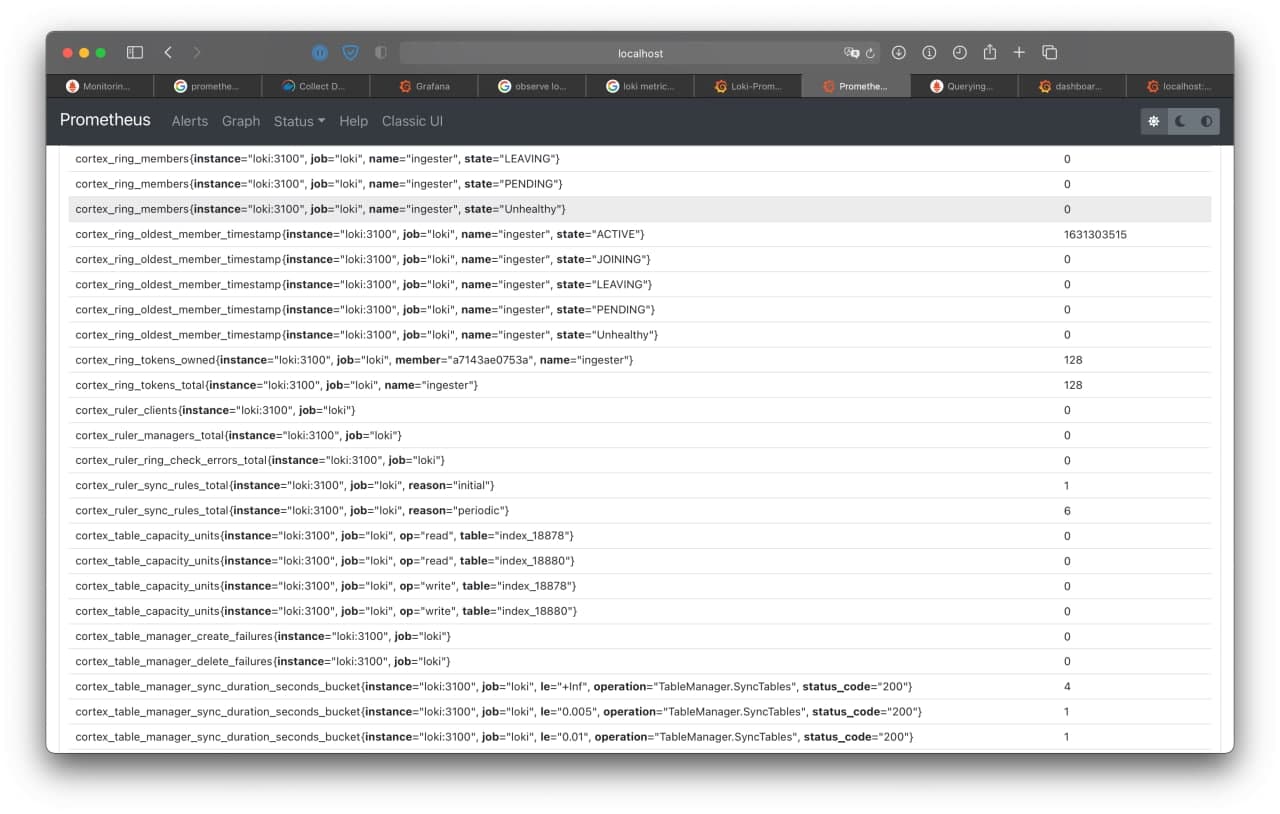 localhost
Monitorin...
promethe...
Collect D...
Grafana
observe lo...
loki metric...
Loki-Prom...
Promethe...
Querying...
dashboar...
localhost:...
Prometheus Alerts Graph Status Help Classic UI
cortex_ring_members{instance="loki:3100", job="loki", name="ingester", state="LEAVING"} 0
cortex_ring_members{instance="loki:3100", job="loki", name="ingester", state="PENDING"} 0
cortex_ring_members{instance="loki:3100", job="loki", name="ingester", state="Unhealthy"} 0
cortex_ring_oldest_member_timestamp{instance="loki:3100", job="loki", name="ingester", state="ACTIVE"} 1631303515
cortex_ring_oldest_member_timestamp{instance="loki:3100", job="loki", name="ingester", state="JOINING"} 0
cortex_ring_oldest_member_timestamp{instance="loki:3100", job="loki", name="ingester", state="LEAVING"} 0
cortex_ring_oldest_member_timestamp{instance="loki:3100", job="loki", name="ingester", state="PENDING"} 0
cortex_ring_oldest_member_timestamp{instance="loki:3100", job="loki", name="ingester", state="Unhealthy"} 0
cortex_ring_tokens_owned{instance="loki:3100", job="loki", member="a7143ae0753a", name="ingester"} 128
cortex_ring_tokens_total{instance="loki:3100", job="loki", name="ingester"} 128
cortex_ruler_clients{instance="loki:3100", job="loki"} 0
cortex_ruler_managers_total{instance="loki:3100", job="loki"} 0
cortex_ruler_ring_check_errors_total{instance="loki:3100", job="loki"} 0
cortex_ruler_sync_rules_total{instance="loki:3100", job="loki", reason="initial"} 1
cortex_ruler_sync_rules_total{instance="loki:3100", job="loki", reason="periodic"} 6
cortex_table_capacity_units{instance="loki:3100", job="loki", op="read", table="index_18878"} 0
cortex_table_capacity_units{instance="loki:3100", job="loki", op="read", table="index_18880"} 0
cortex_table_capacity_units{instance="loki:3100", job="loki", op="write", table="index_18878"} 0
cortex_table_capacity_units{instance="loki:3100", job="loki", op="write", table="index_18880"} 0
cortex_table_manager_create_failures{instance="loki:3100", job="loki"} 0
cortex_table_manager_delete_failures{instance="loki:3100", job="loki"} 0
cortex_table_manager_sync_duration_seconds_bucket{instance="loki:3100", job="loki", le="+Inf", operation="TableManager.SyncTables", status_code="200"} 4
cortex_table_manager_sync_duration_seconds_bucket{instance="loki:3100", job="loki", le="0.005", operation="TableManager.SyncTables", status_code="200"} 1
cortex_table_manager_sync_duration_seconds_bucket{instance="loki:3100", job="loki", le="0.01", operation="TableManager.SyncTables", status_code="200"} 1